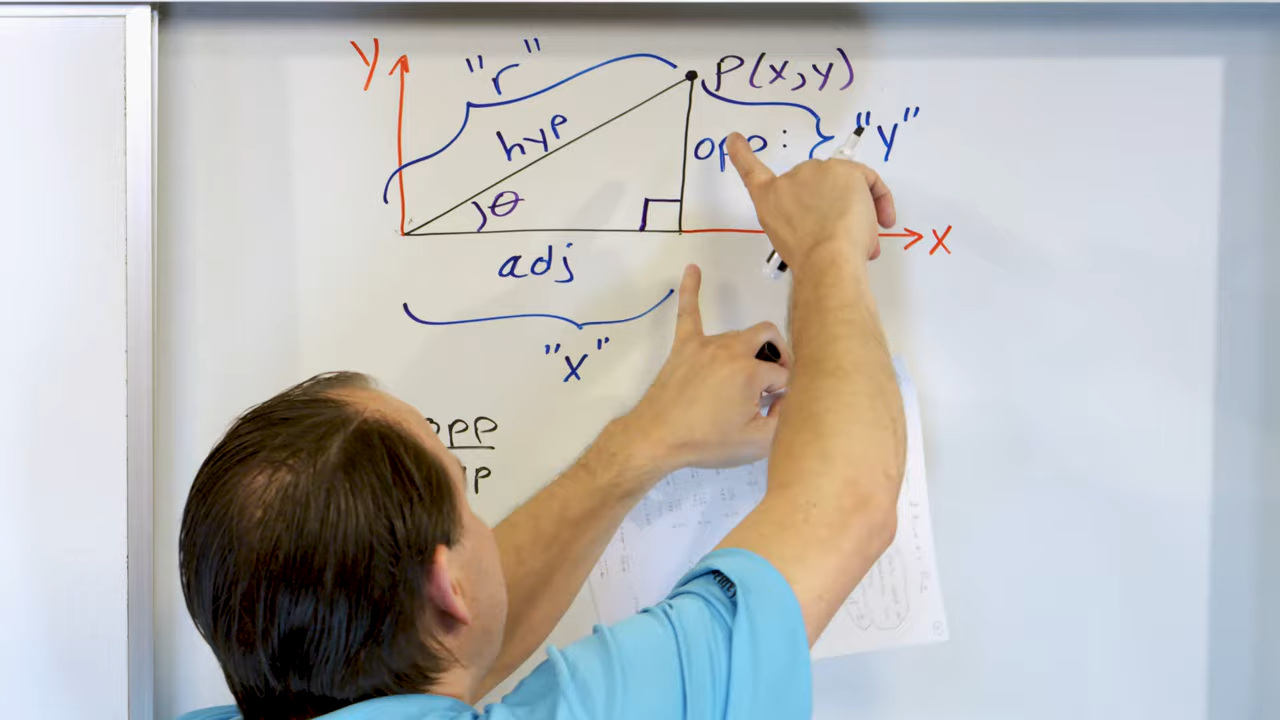 y
"r"
P(x,y)
hyp
opp:
"y"
θ
x
adj
"x"
opp